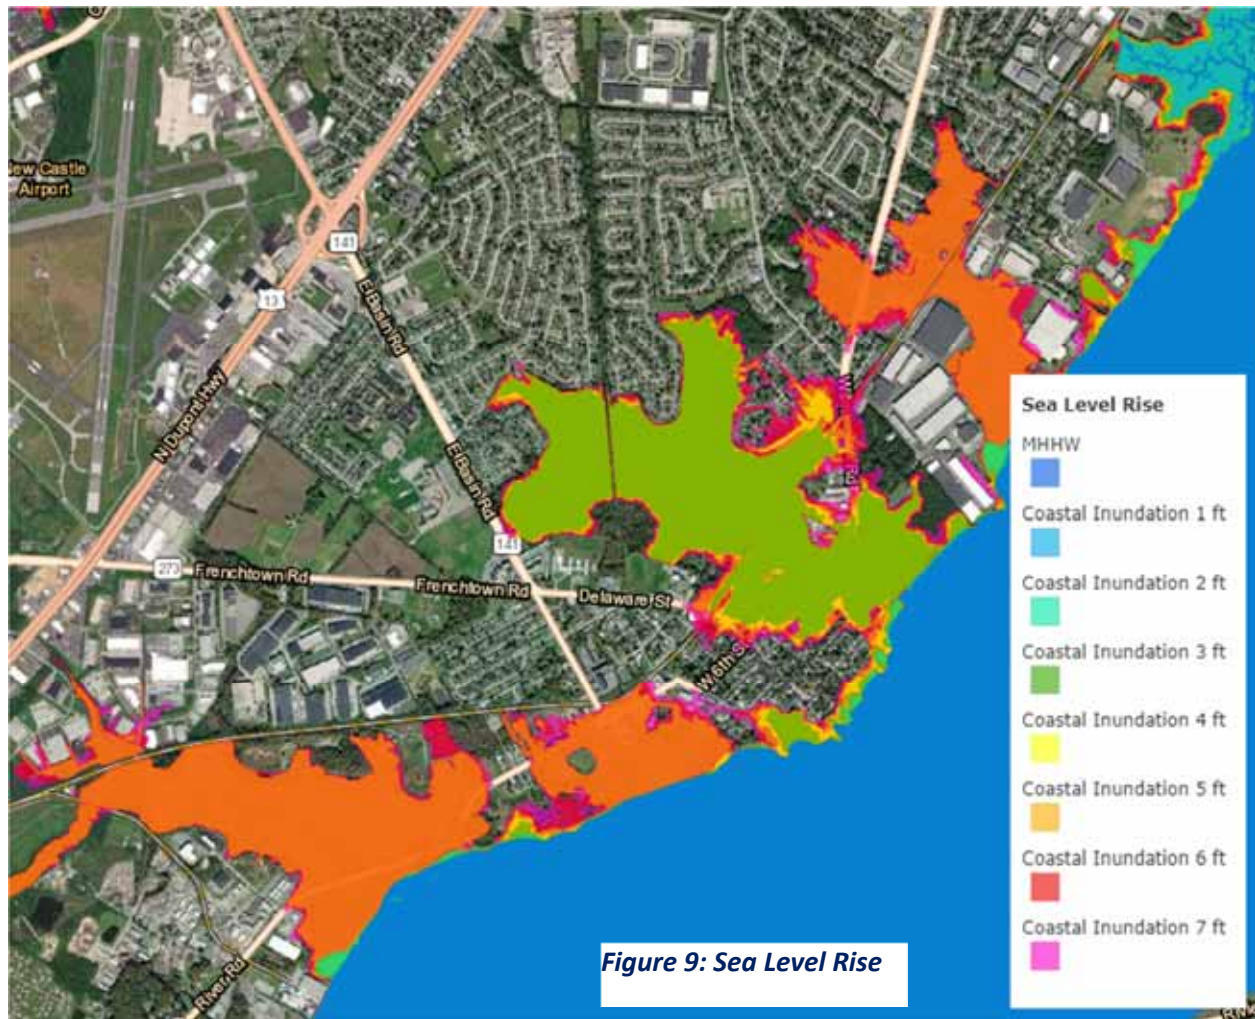 New Castle
Airport
141
E Basin Rd
13
N Dupont Hwy
E Basin Rd
141
273
Frenchtown Rd
Frenchtown Rd
Delaware St
W 6th St
Rd
River Rd
Sea Level Rise
MHHW
Coastal Inundation 1 ft
Coastal Inundation 2 ft
Coastal Inundation 3 ft
Coastal Inundation 4 ft
Coastal Inundation 5 ft
Coastal Inundation 6 ft
Coastal Inundation 7 ft
Figure 9: Sea Level Rise